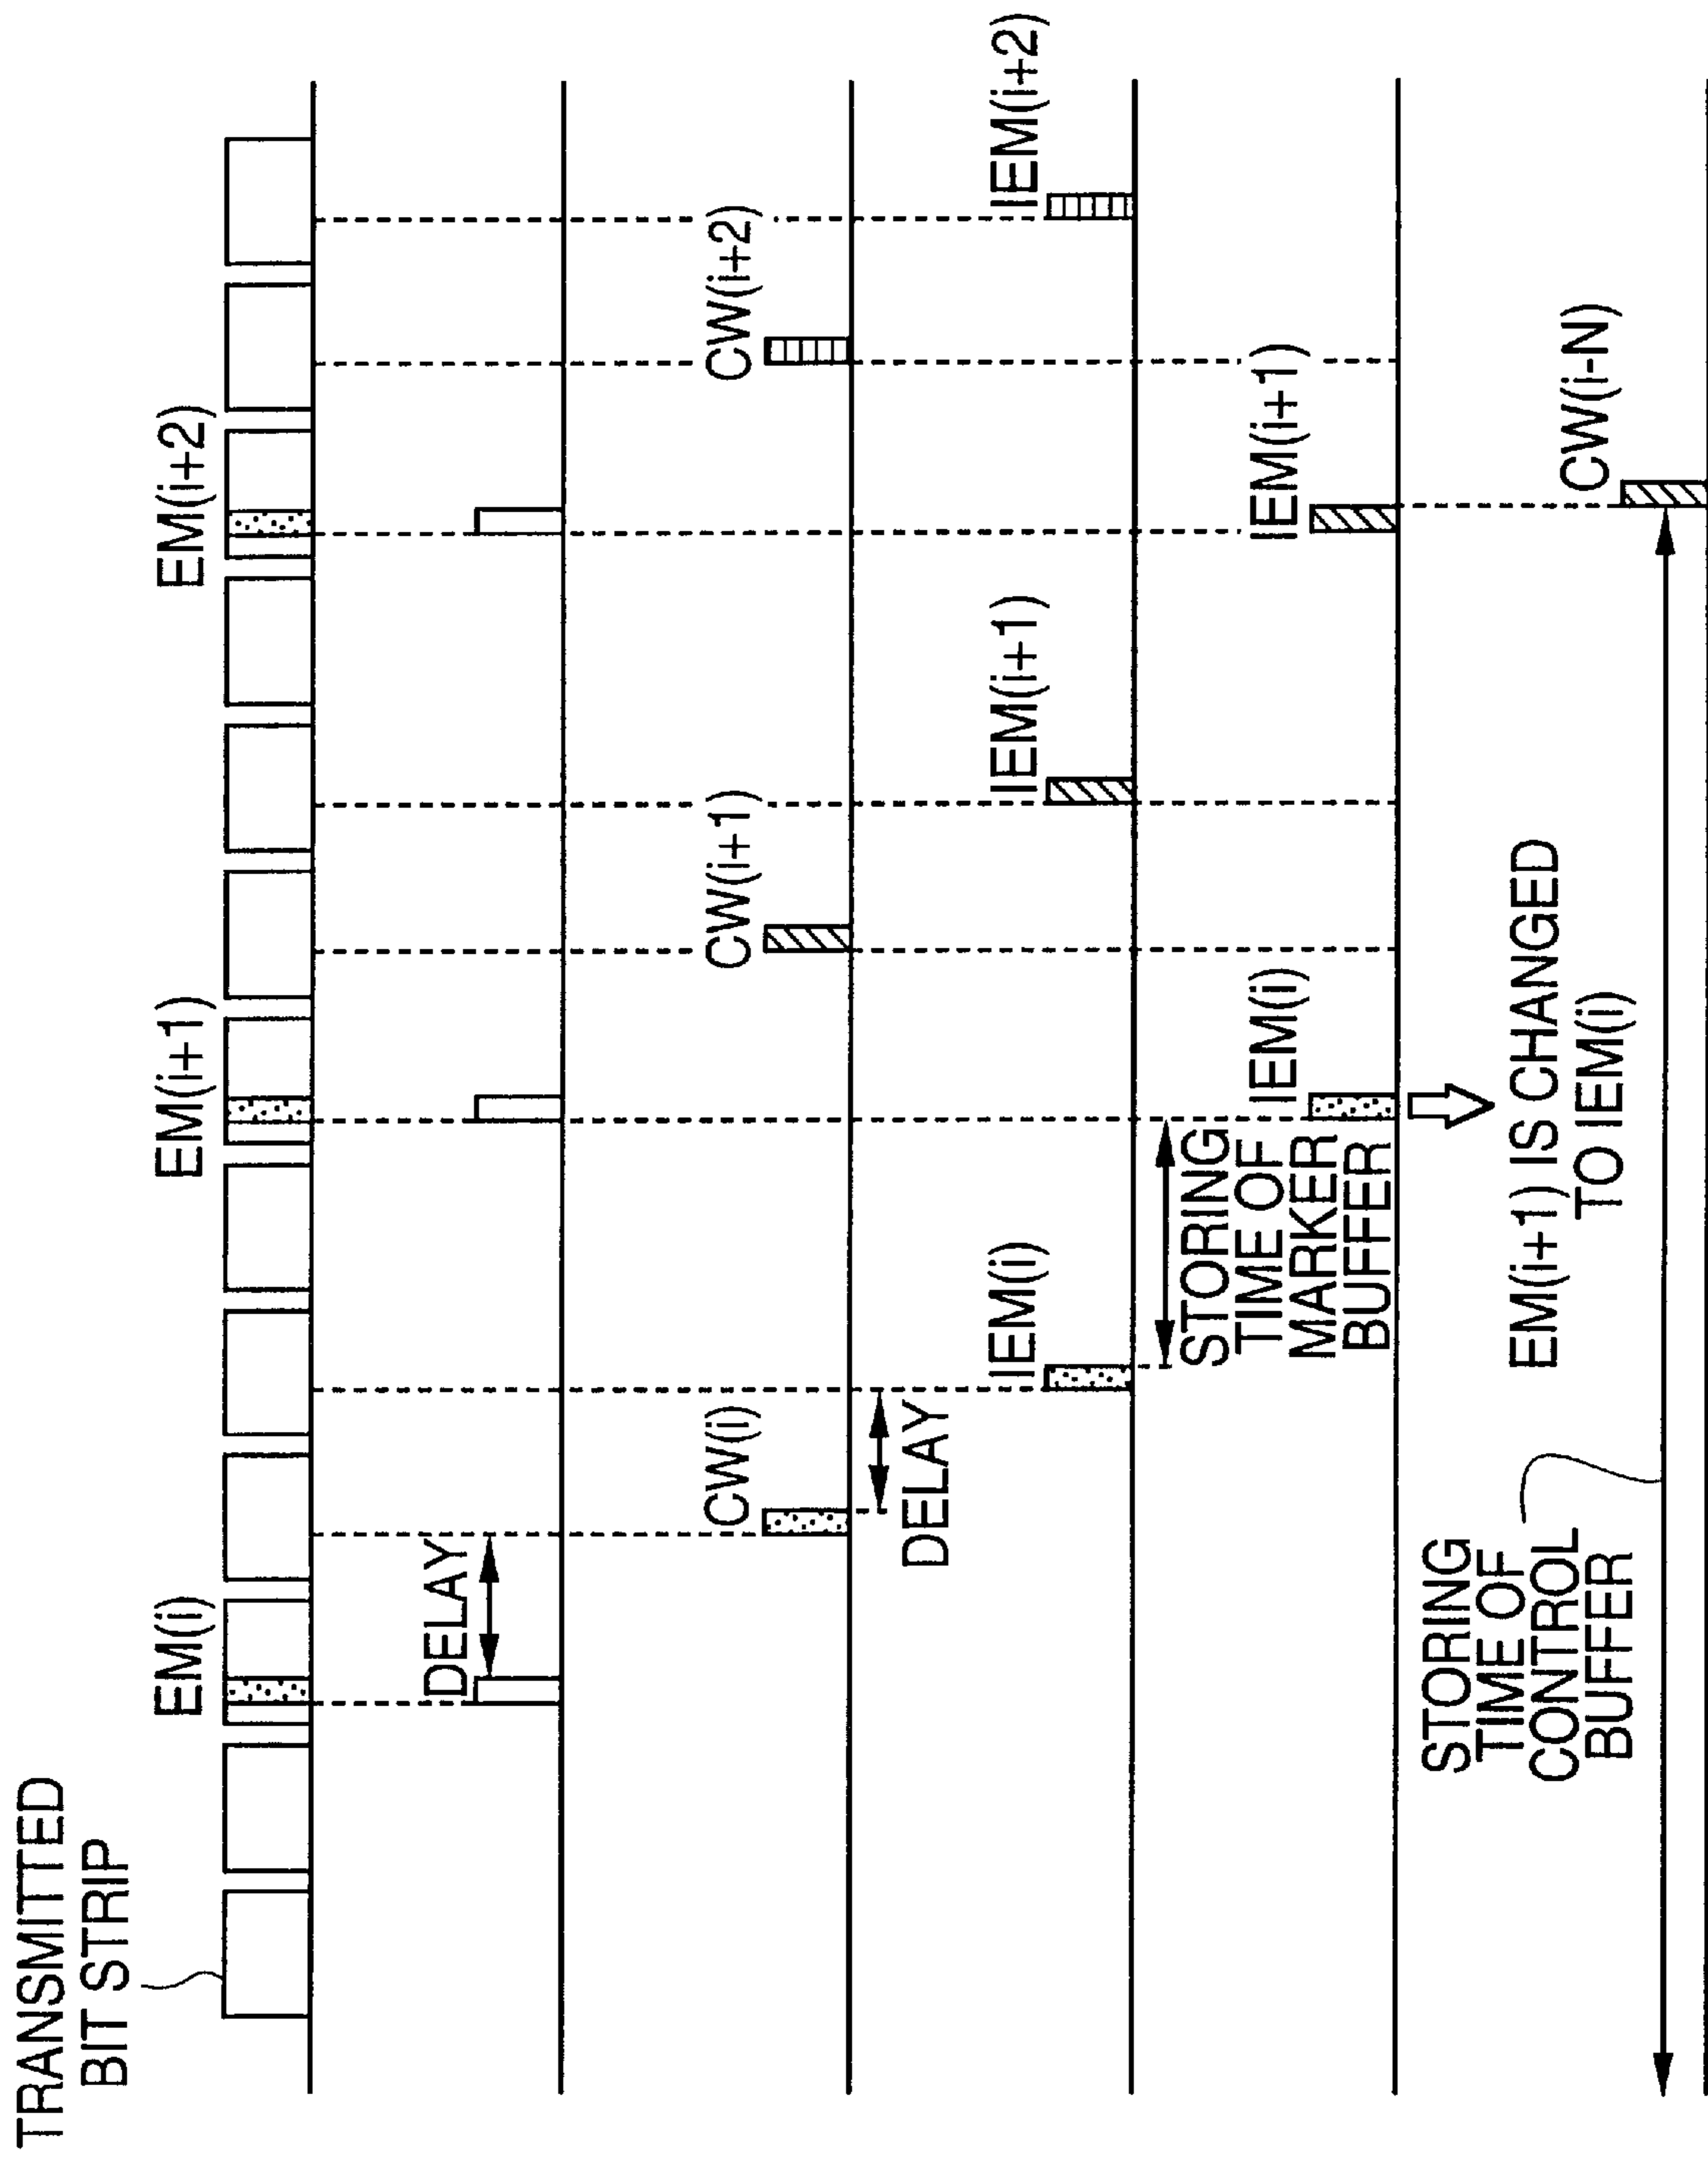 TRANSMITTED
BIT STRIP
EM(i)
EM(i+1)
EM(i+2)
DELAY
CW(i)
CW(i+1)
CW(i+2)
DELAY
IEM(i)
IEM(i+1)
IEM(i+2)
STORING
TIME OF
MARKER
BUFFER
IEM(i)
IEM(i+1)
EM(i+1) IS CHANGED
TO IEM(i)
STORING
TIME OF
CONTROL
BUFFER
CW(i-N)